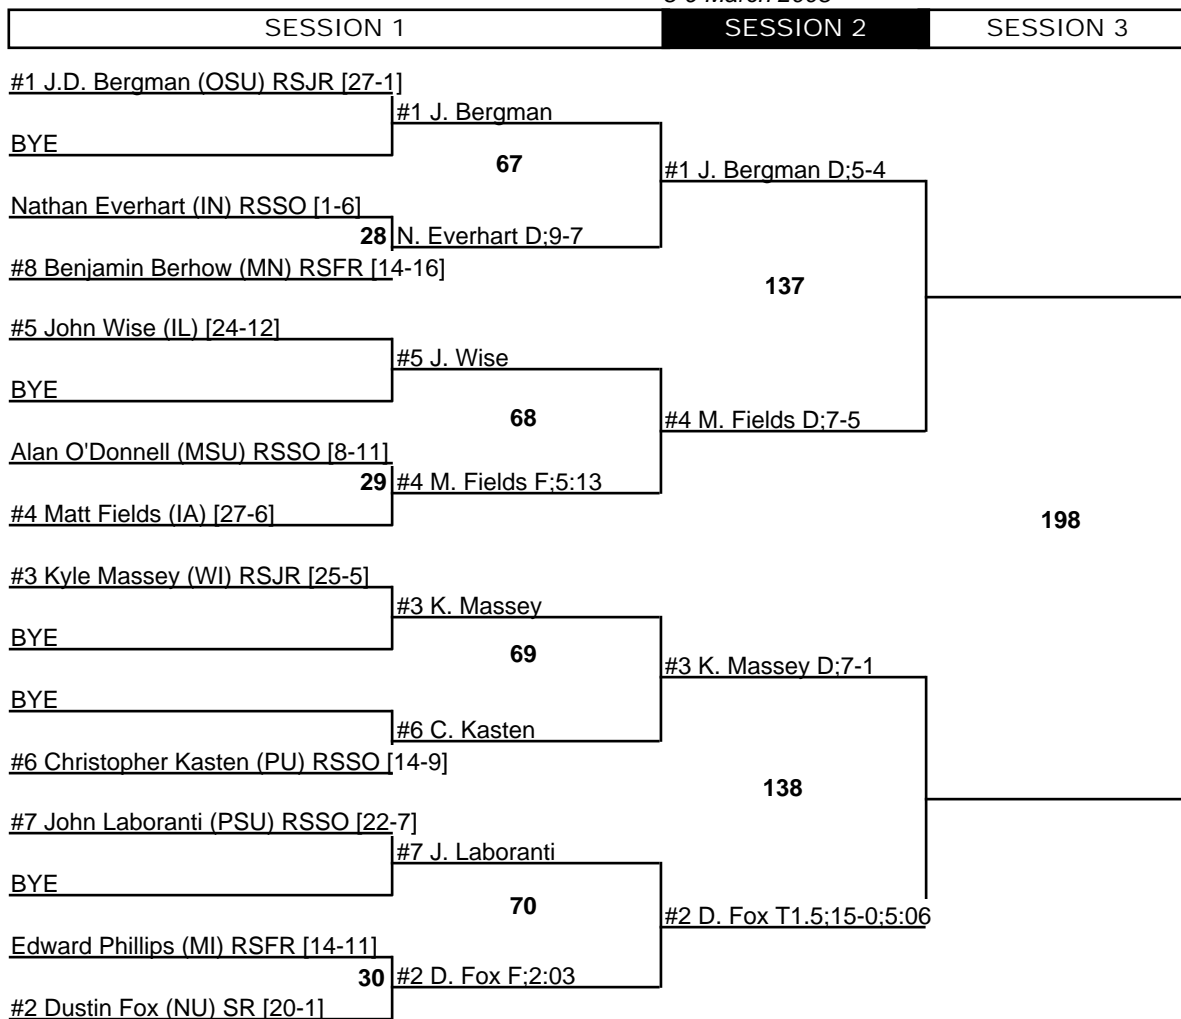 SESSION 1
SESSION 2
SESSION 3
#1 J.D. Bergman (OSU) RSJR [27-1]
#1 J. Bergman
BYE
67
#1 J. Bergman D;5-4
Nathan Everhart (IN) RSSO [1-6]
28
N. Everhart D;9-7
#8 Benjamin Berhow (MN) RSFR [14-16]
137
#5 John Wise (IL) [24-12]
#5 J. Wise
BYE
68
#4 M. Fields D;7-5
Alan O'Donnell (MSU) RSSO [8-11]
29
#4 M. Fields F;5:13
#4 Matt Fields (IA) [27-6]
198
#3 Kyle Massey (WI) RSJR [25-5]
#3 K. Massey
BYE
69
#3 K. Massey D;7-1
BYE
#6 C. Kasten
#6 Christopher Kasten (PU) RSSO [14-9]
138
#7 John Laboranti (PSU) RSSO [22-7]
#7 J. Laboranti
BYE
70
#2 D. Fox T1.5;15-0;5:06
Edward Phillips (MI) RSFR [14-11]
30
#2 D. Fox F;2:03
#2 Dustin Fox (NU) SR [20-1]